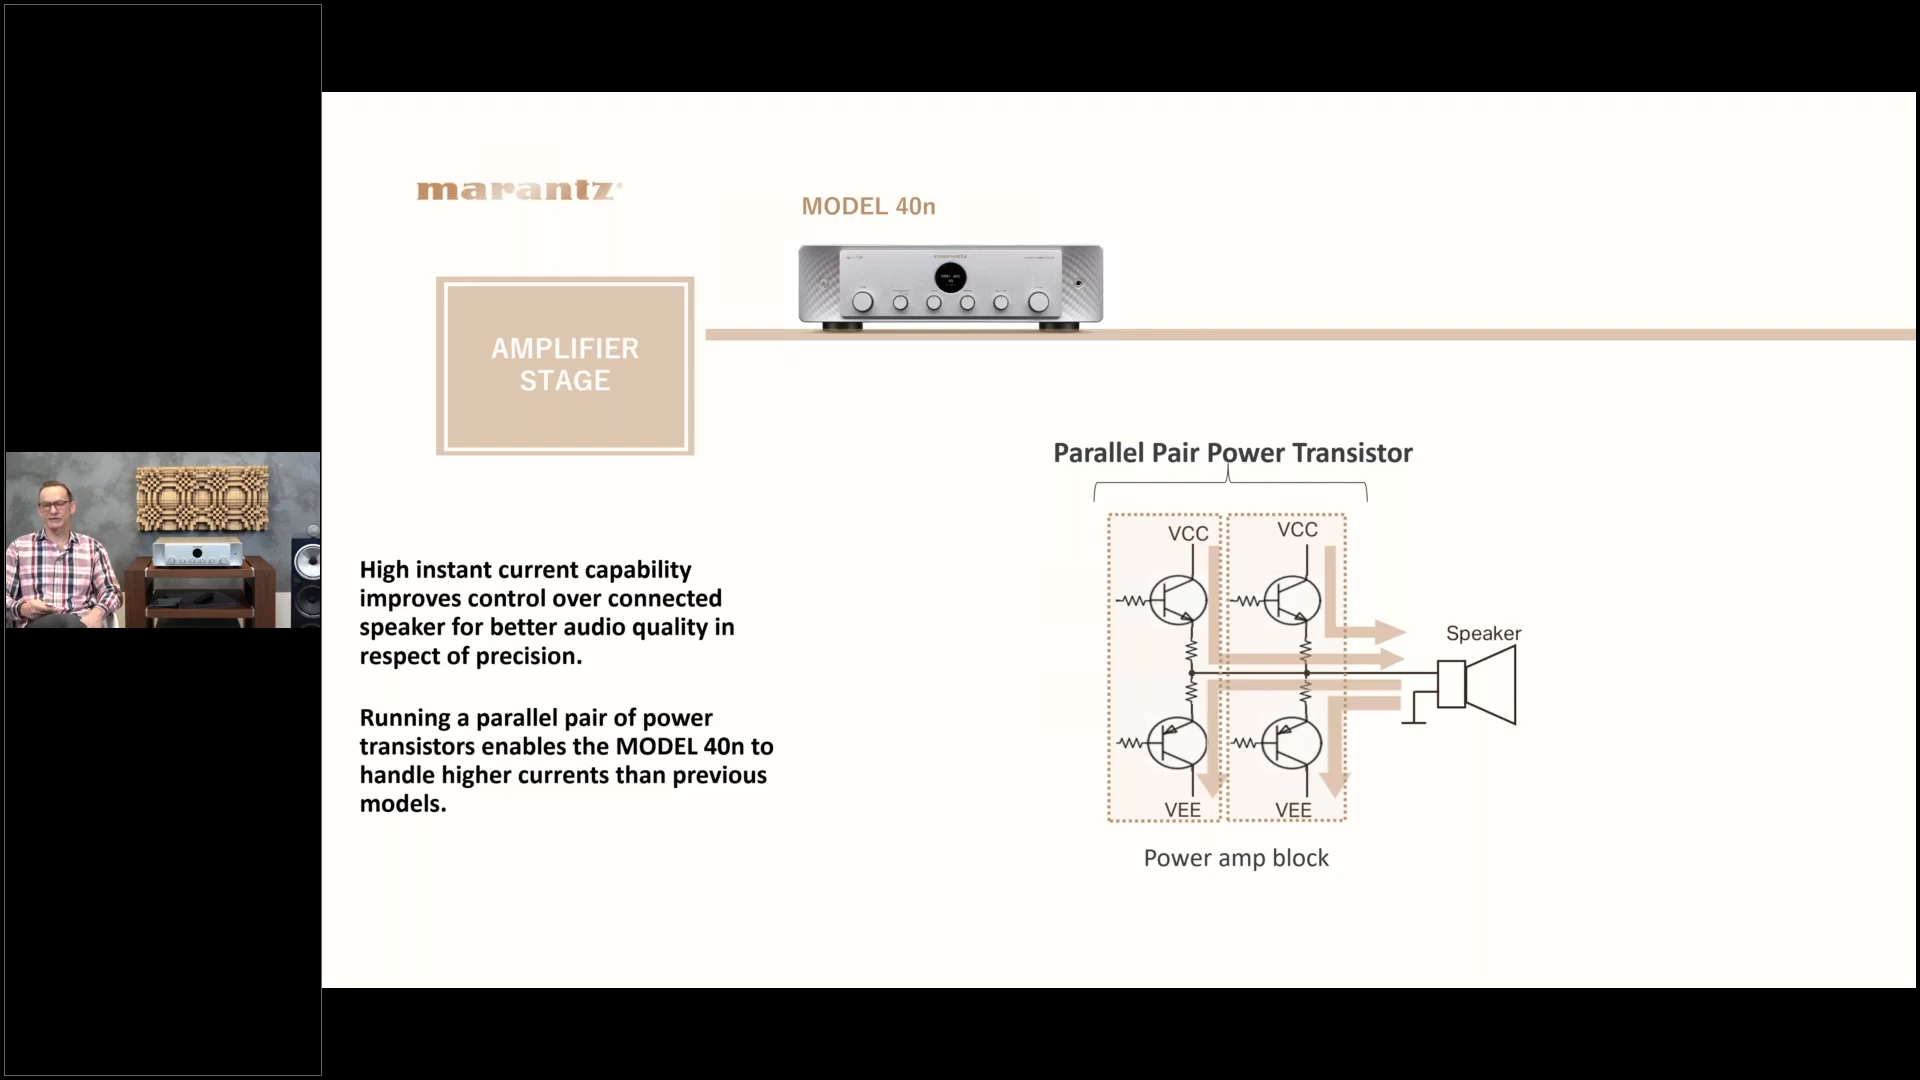 marantz
MODEL 40n
AMPLIFIER
STAGE
Parallel Pair Power Transistor
VCC
VCC
High instant current capability
improves control over connected
speaker for better audio quality in
respect of precision.
Speaker
Running a parallel pair of power
transistors enables the MODEL 40n to
handle higher currents than previous
models.
VEE
VEE
Power amp block